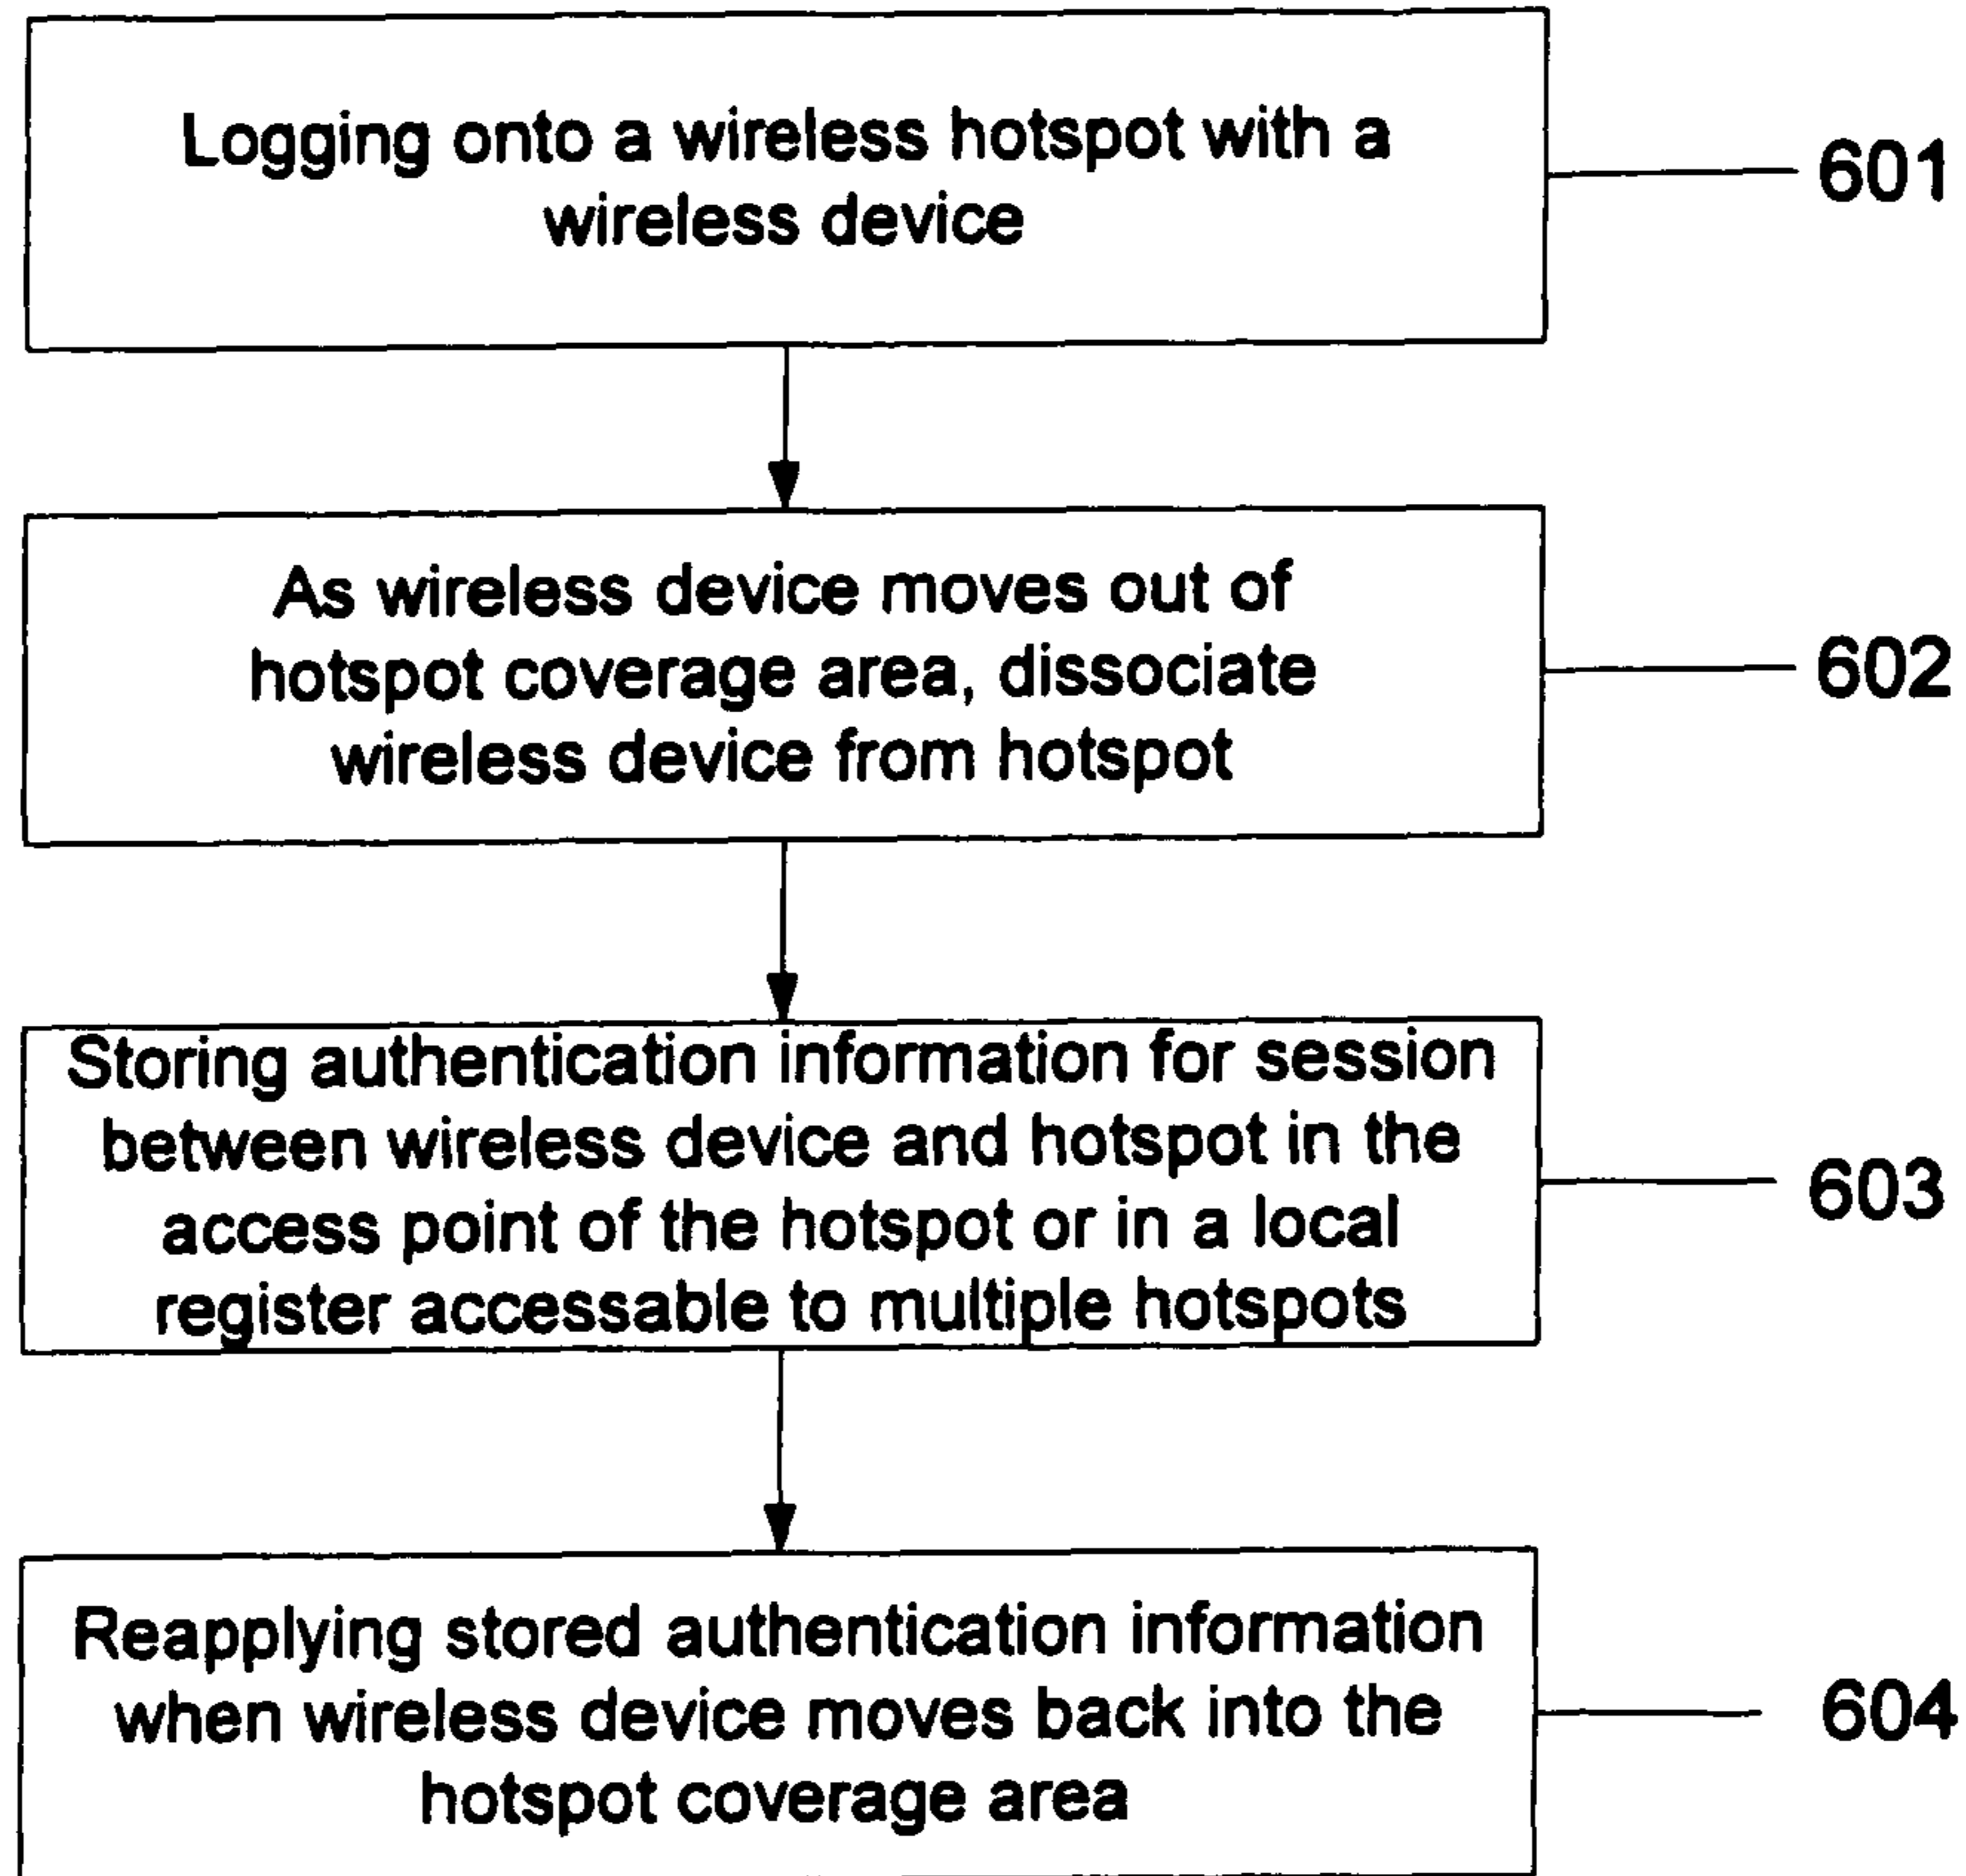 Logging onto a wireless hotspot with a
wireless device
601
As wireless device moves out of
hotspot coverage area, dissociate
wireless device from hotspot
602
Storing authentication information for session
between wireless device and hotspot in the
access point of the hotspot or in a local
register accessable to multiple hotspots
603
Reapplying stored authentication information
when wireless device moves back into the
hotspot coverage area
604